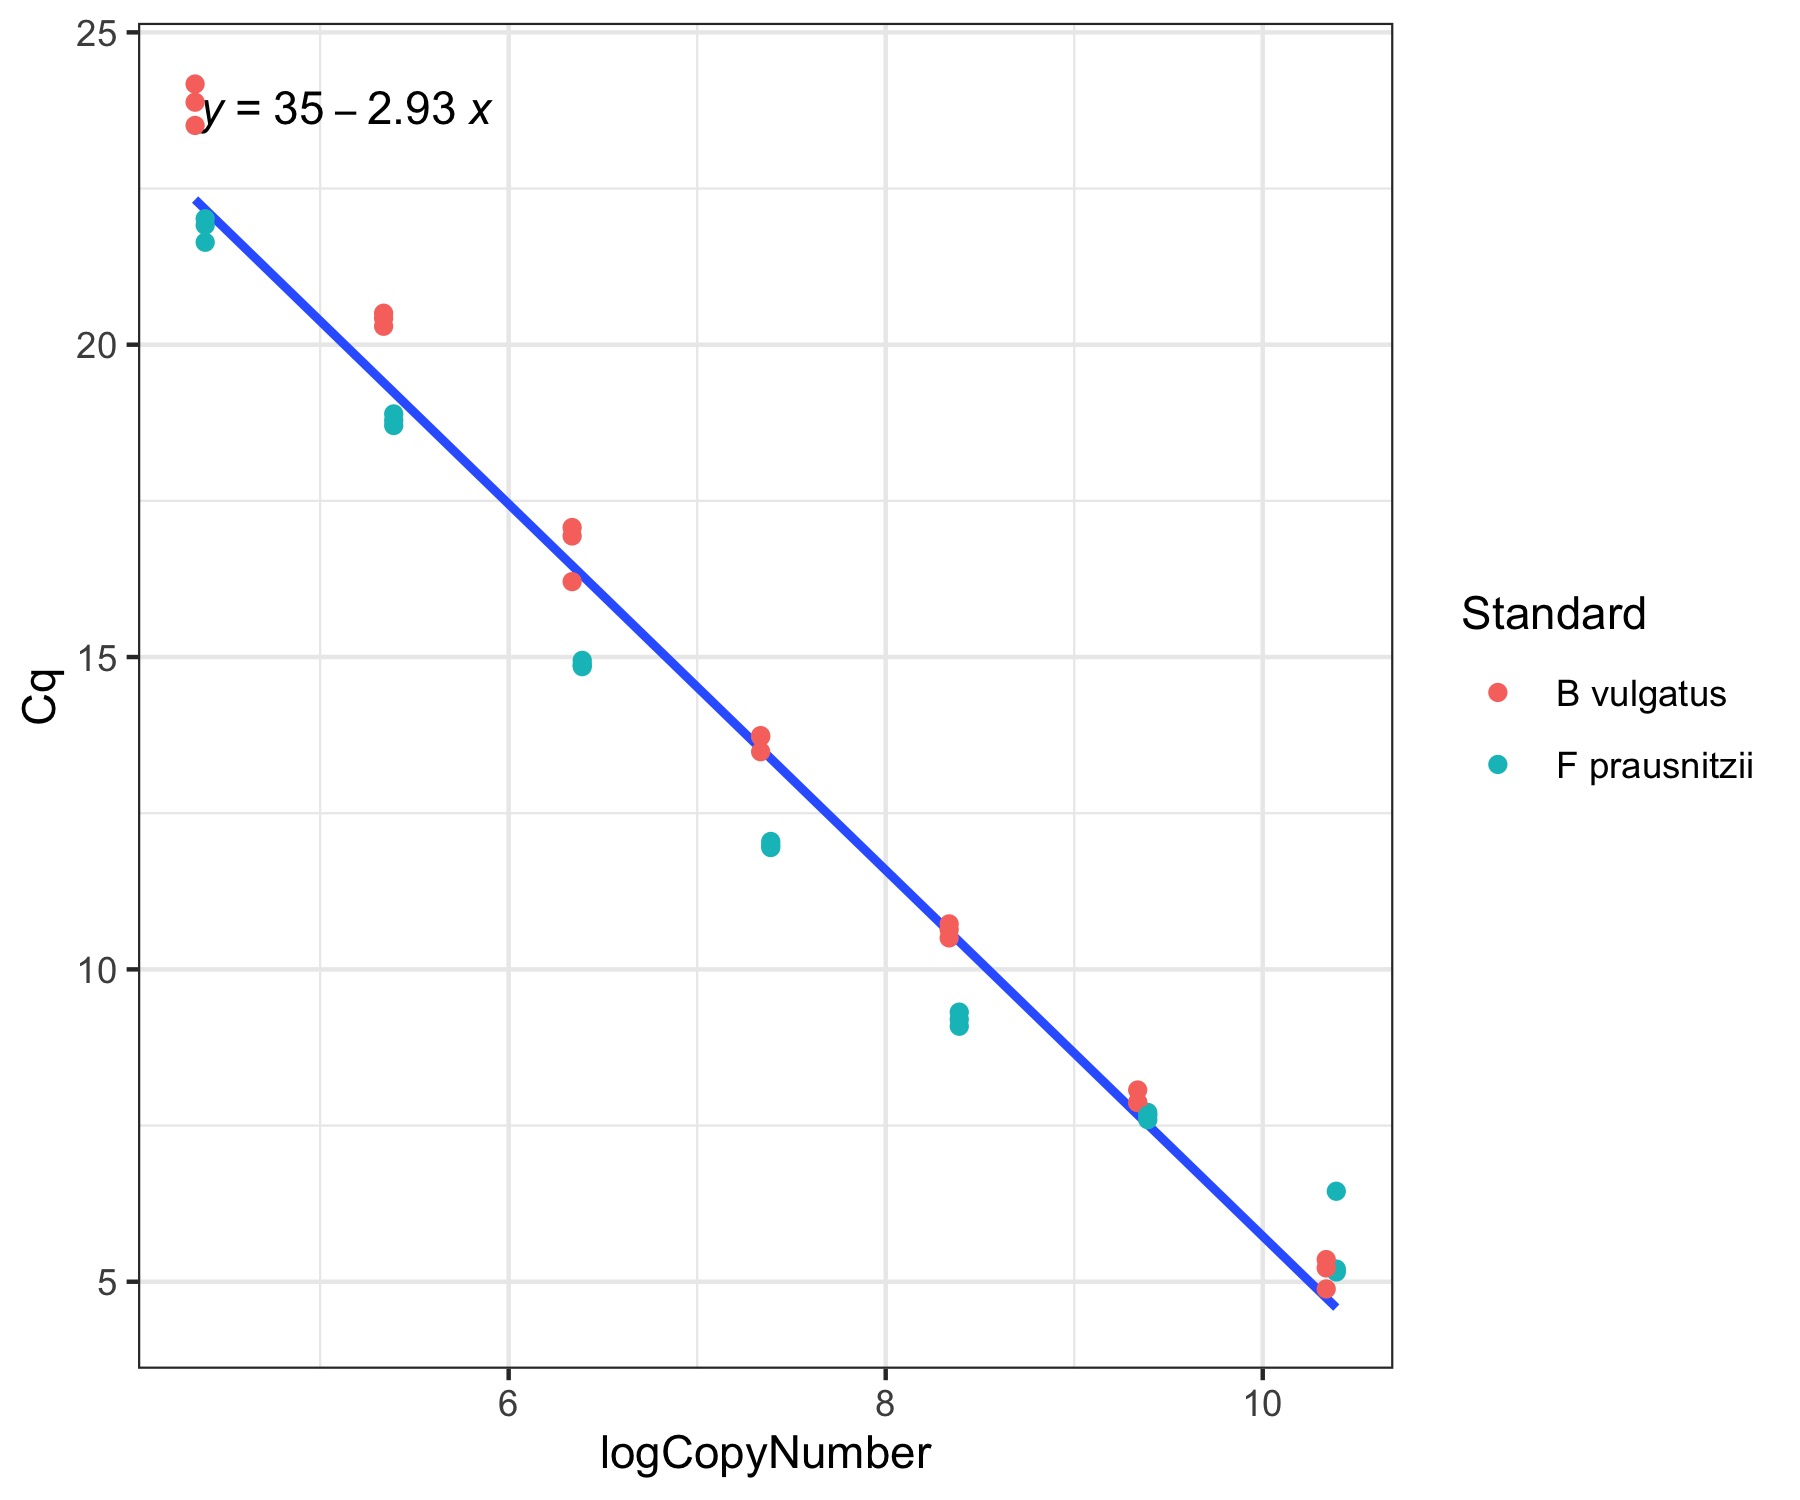 25
y = 35 – 2.93 x
20
15
10
5
Cq
6 8 10
logCopyNumber
Standard
B vulgatus
F prausnitzii